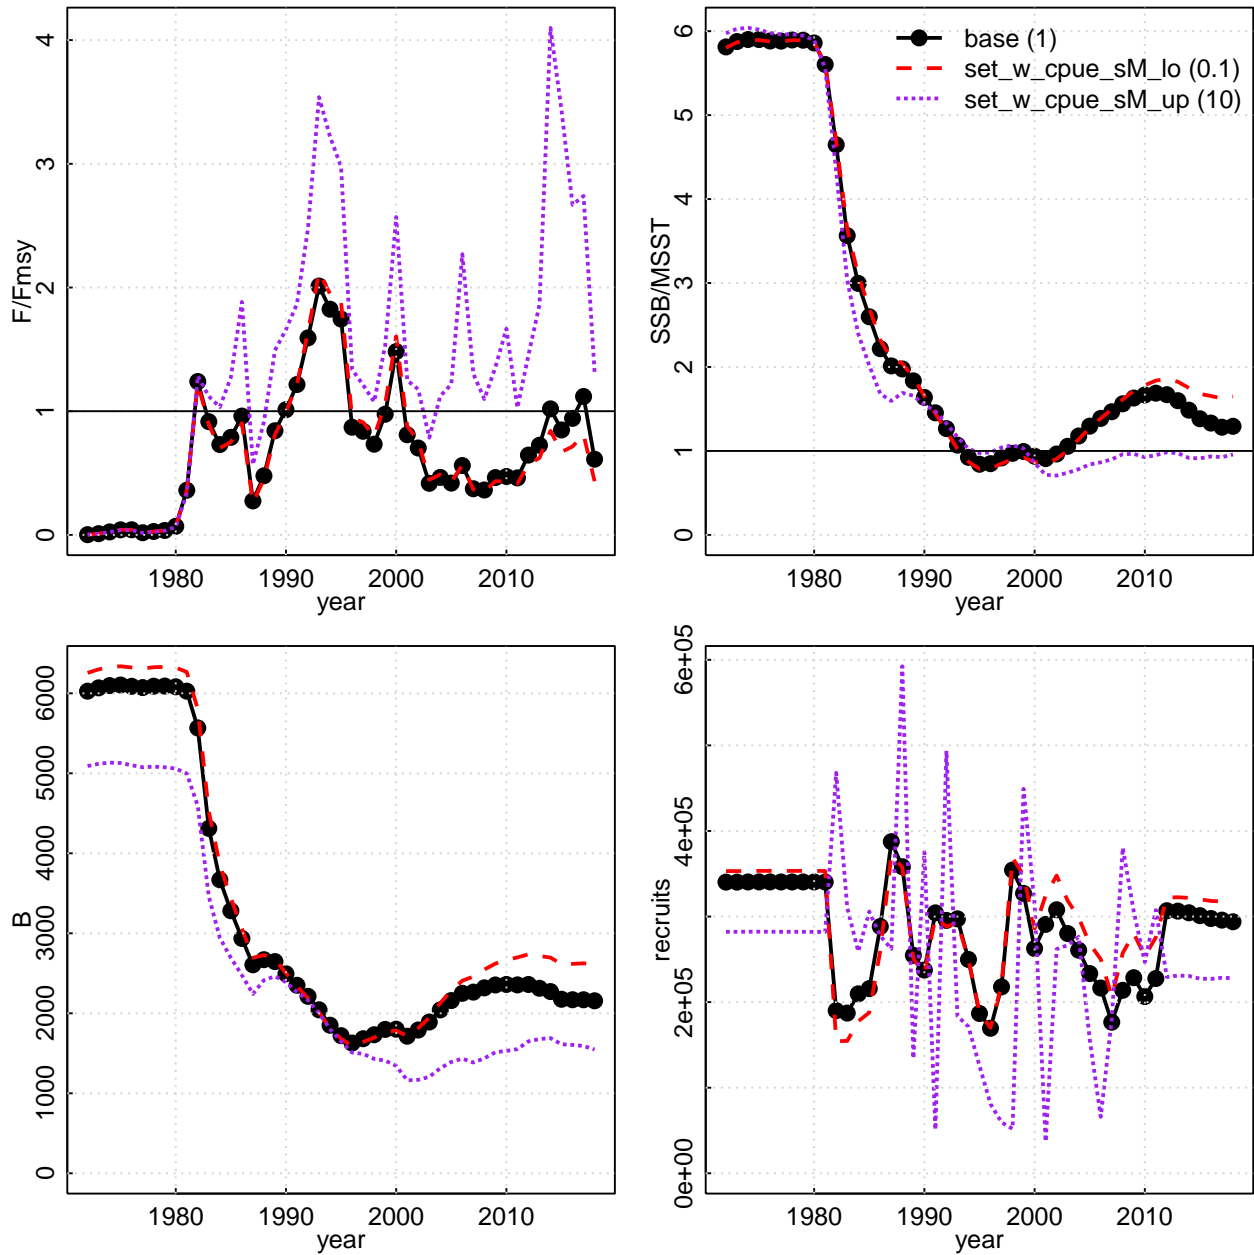 4
3
2
1
0
F/Fmsy
1980 1990 2000 2010
year
6
5
4
3
2
1
0
SSB/MSST
base (1)
set_w_cpue_sM_lo (0.1)
set_w_cpue_sM_up (10)
1980 1990 2000 2010
year
6000
5000
4000
3000
2000
1000
0
B
1980 1990 2000 2010
year
6e+05
4e+05
2e+05
0e+00
recruits
1980 1990 2000 2010
year